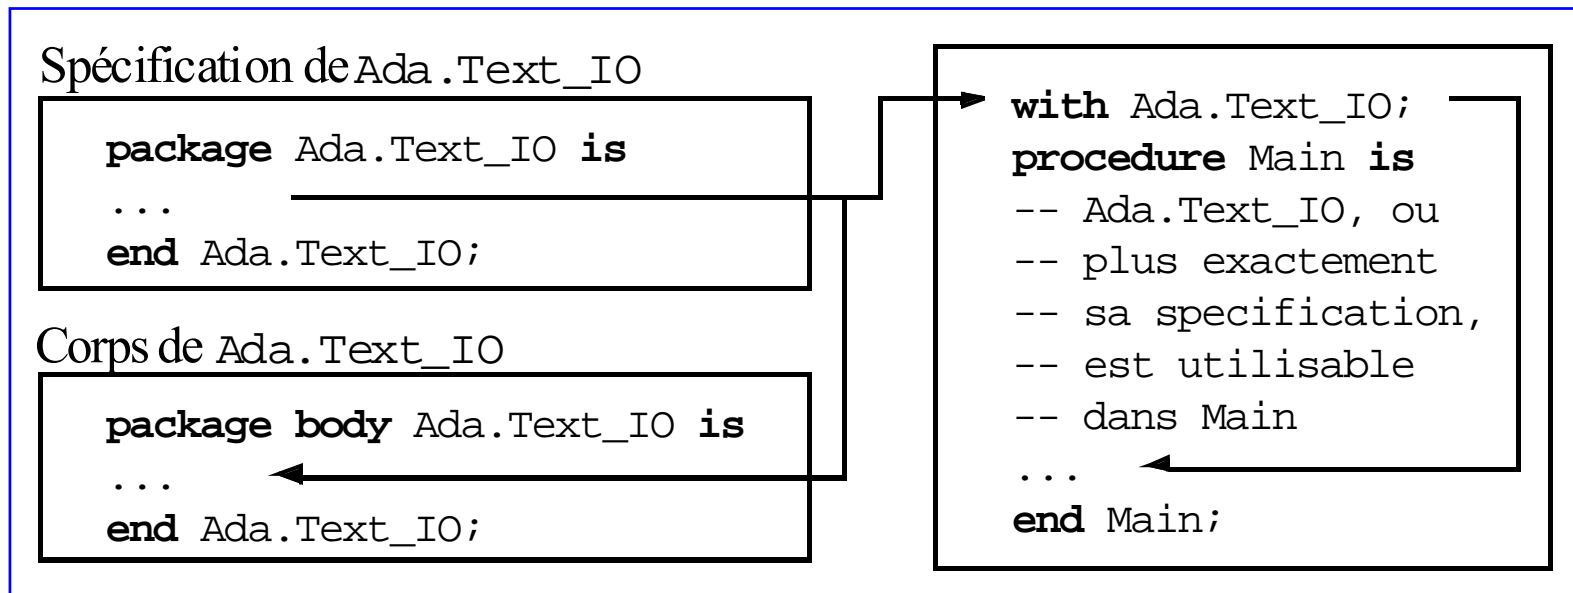 Spécification de Ada.Text_IO
package Ada.Text_IO is
...
end Ada.Text_IO;
Corps de Ada.Text_IO
package body Ada.Text_IO is
...
end Ada.Text_IO;
with Ada.Text_IO;
procedure Main is
-- Ada.Text_IO, ou
-- plus exactement
-- sa specification,
-- est utilisable
-- dans Main
...
end Main;